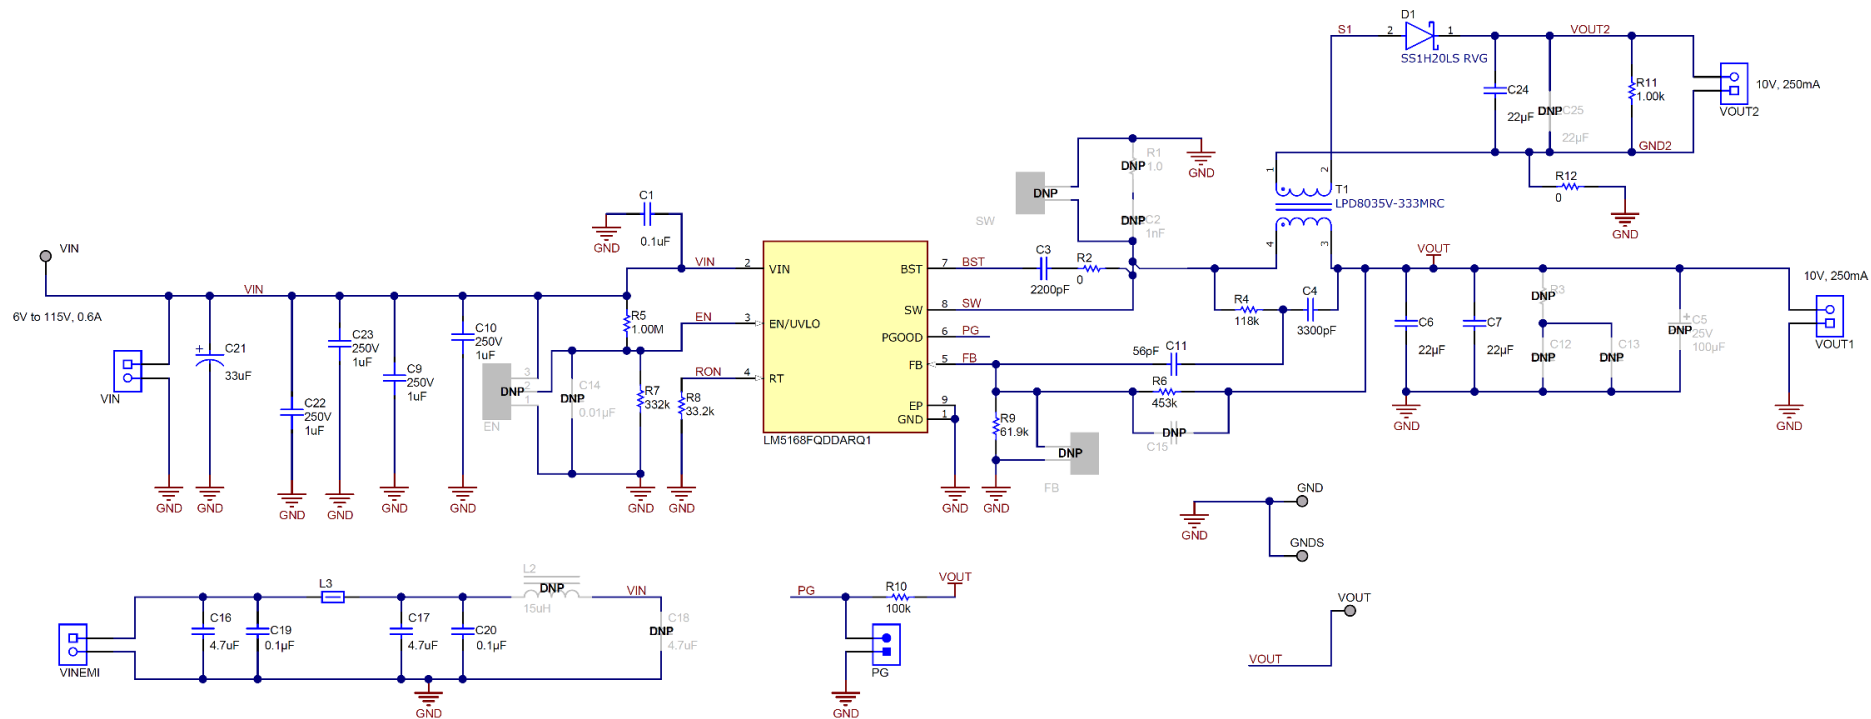 D1
S1
2
1
VOUT2
SS1H20LS RVG
C24
22µF
DNP
C25
22µF
R11
1.00k
10V, 250mA
VOUT2
GND2
R12
0
GND
R1
DNP
1.0
GND
DNP
SW
DNP
C2
1nF
1
2
T1
LPD8035V-333MRC
4
3
C1
0.1uF
GND
VIN
VIN
6V to 115V, 0.6A
VIN
2
VIN
BST
7
BST
C3
2200pF
R2
0
SW
8
SW
EN
3
EN/UVLO
PGOOD
6
PG
FB
5
FB
RON
4
RT
EP
9
GND
1
LM5168FQDDARQ1
VIN
C21
33uF
C22
250V
1uF
C23
250V
1uF
C9
250V
1uF
C10
250V
1uF
R5
1.00M
3
2
1
DNP
EN
C14
DNP
0.01µF
R7
332k
R8
33.2k
GND
GND
GND
GND
GND
GND
GND
GND
GND
GND
R4
118k
C4
3300pF
56pF
C11
R6
453k
DNP
C15
R9
61.9k
DNP
FB
VOUT
C6
22µF
C7
22µF
R3
DNP
C12
DNP
C13
DNP
C5
25V
DNP
100µF
GND
10V, 250mA
VOUT1
GND
GND
GND
GNDS
VOUT
VOUT
VINEMI
C16
4.7uF
C19
0.1µF
L3
C17
4.7uF
C20
0.1µF
L2
DNP
15uH
VIN
C18
DNP
4.7uF
GND
PG
R10
100k
VOUT
PG
GND